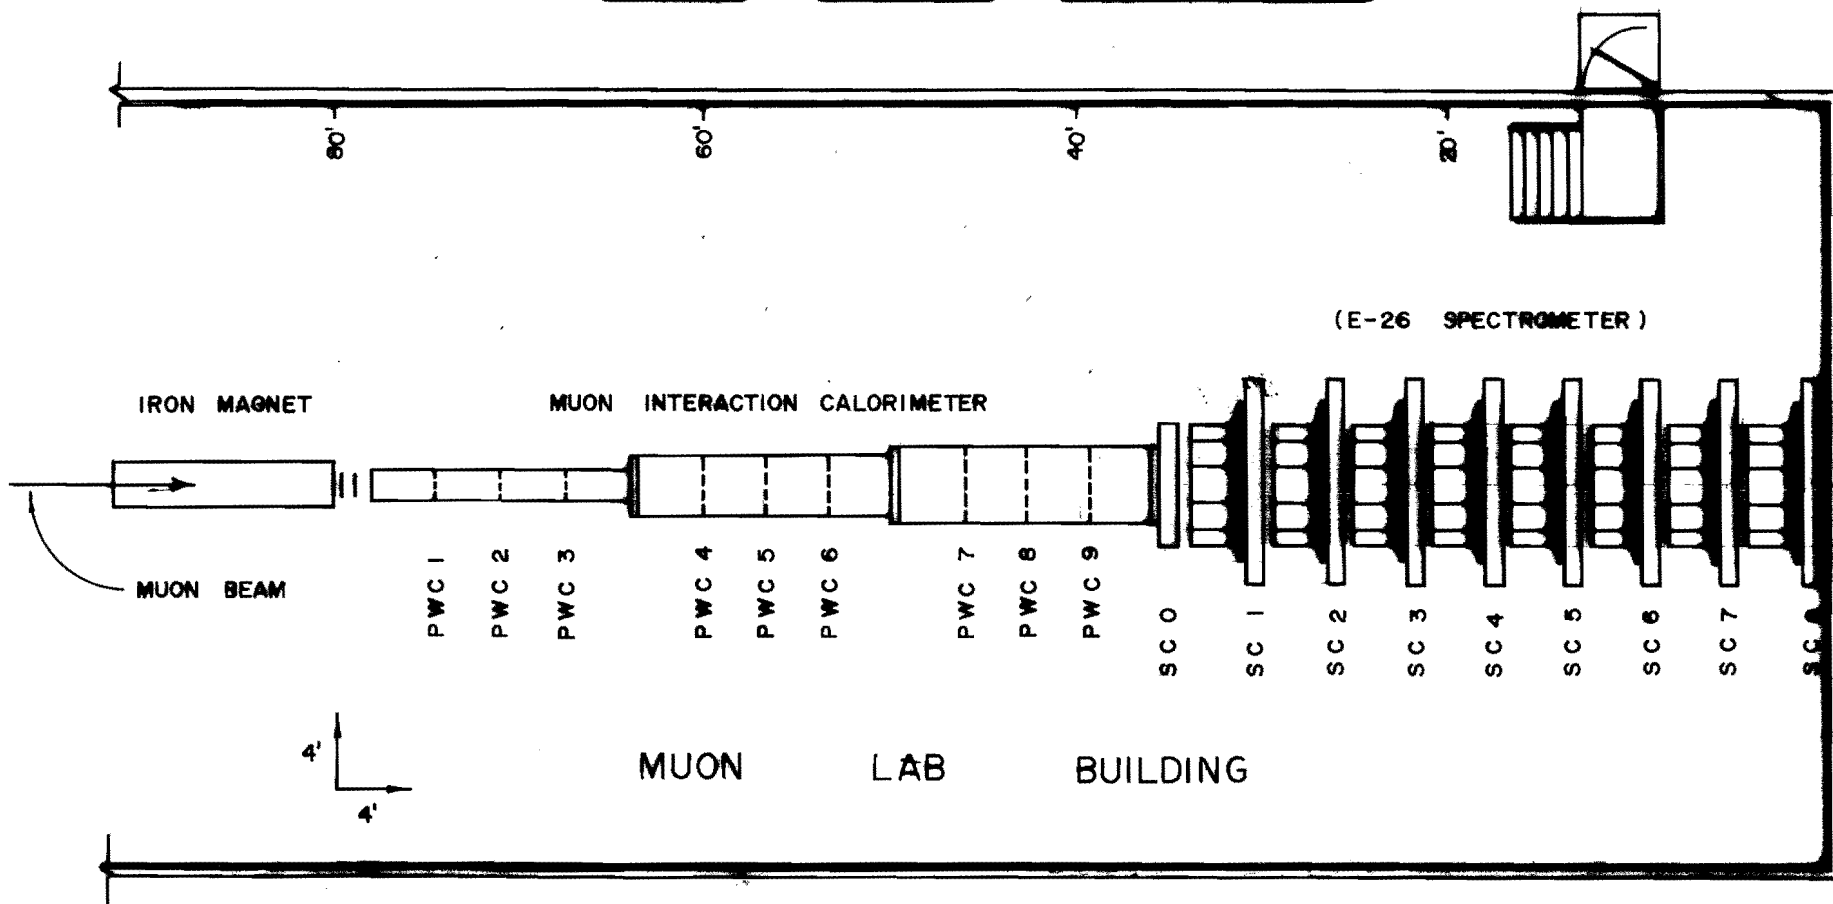 80'
60'
40'
20'
(E-26 SPECTROMETER)
IRON MAGNET
MUON INTERACTION CALORIMETER
MUON BEAM
PWC 1
PWC 2
PWC 3
PWC 4
PWC 5
PWC 6
PWC 7
PWC 8
PWC 9
SC 0
SC 1
SC 2
SC 3
SC 4
SC 5
SC 6
SC 7
SC
4'
4'
MUON LAB BUILDING